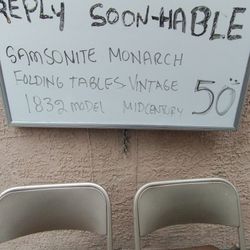 REPLY SOON-HABLE
SAMSONITE MONARCH
FOLDING TABLES VINTAGE
1832 MODEL MIDCENTURY 50